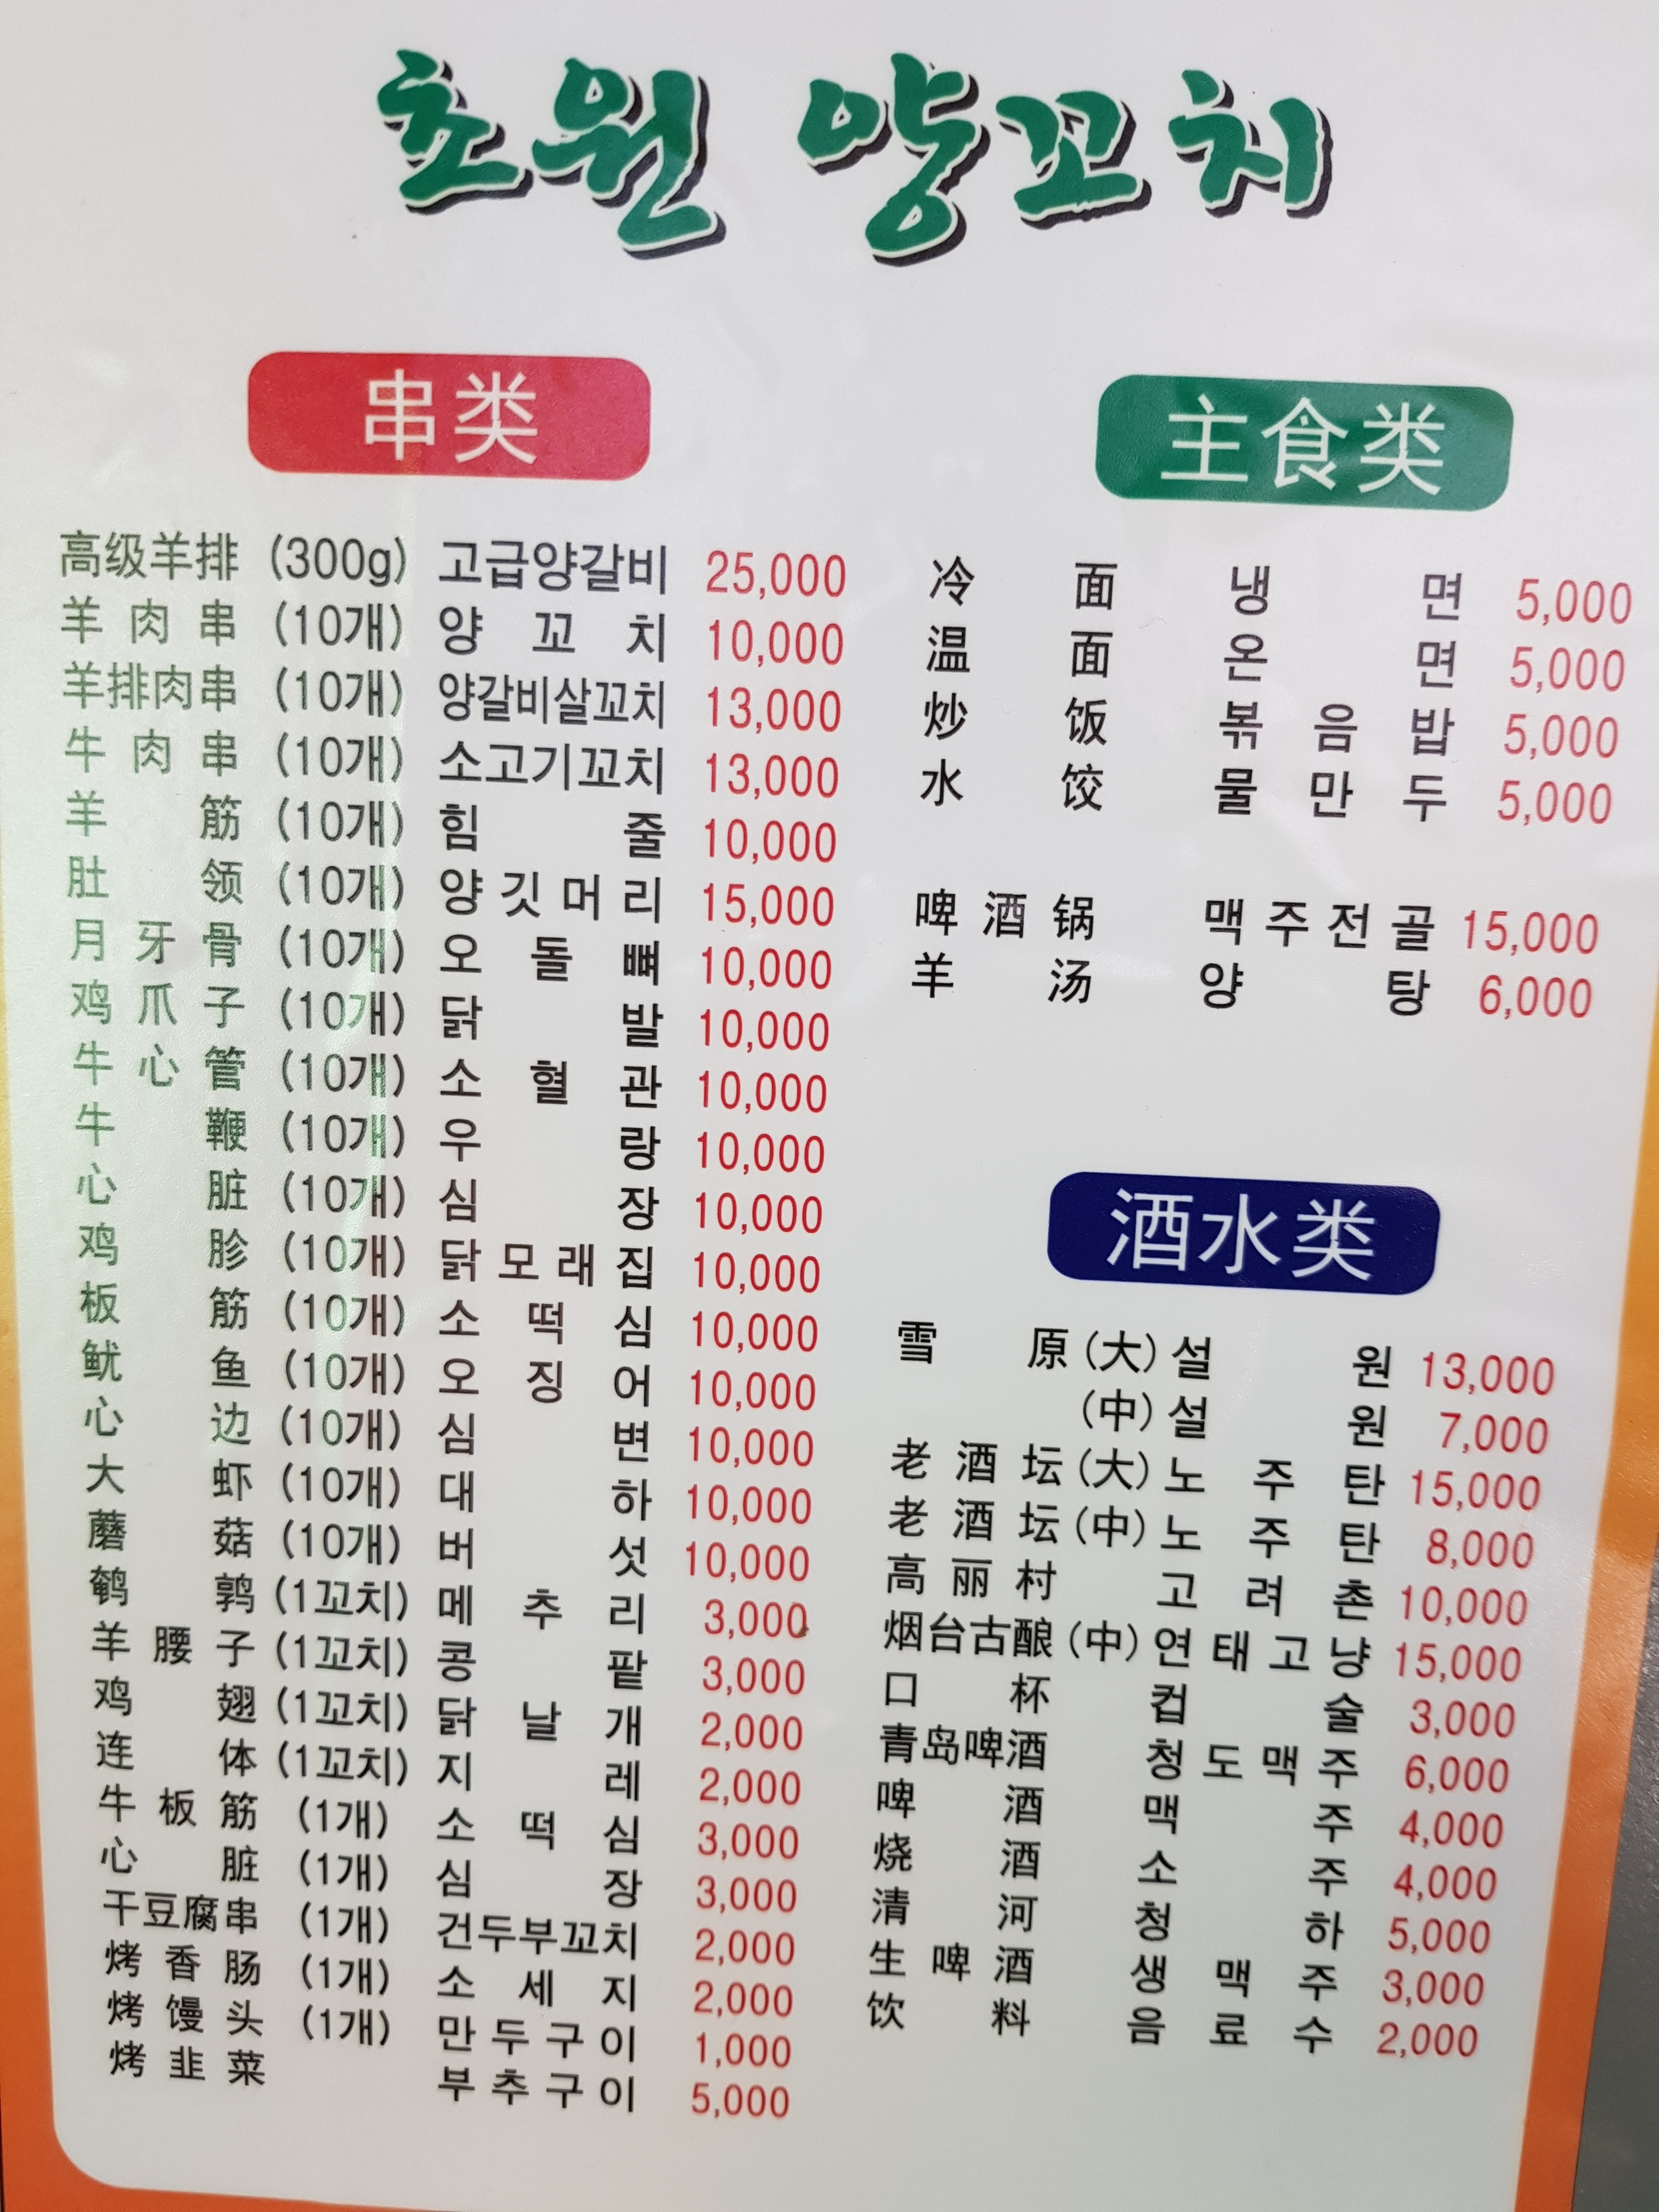 초원 양꼬치
串类
高级羊排 (300g) 고급양갈비 25,000
羊肉串 (10개) 양꼬치 10,000
羊排肉串 (10개) 양갈비살꼬치 13,000
牛肉串 (10개) 소고기꼬치 13,000
羊筋 (10개) 힘줄 10,000
肚领 (10개) 양깃머리 15,000
月牙骨 (10개) 오돌뼈 10,000
鸡爪子 (10개) 닭발 10,000
牛心管 (10개) 소혈관 10,000
牛鞭 (10개) 우랑 10,000
心脏 (10개) 심장 10,000
鸡胗 (10개) 닭모래집 10,000
板筋 (10개) 소떡심 10,000
鱿鱼 (10개) 오징어 10,000
心边 (10개) 심변 10,000
大虾 (10개) 대하 10,000
蘑菇 (10개) 버섯 10,000
鹌鹑 (1꼬치) 메추리 3,000
羊腰子 (1꼬치) 콩팥 3,000
鸡翅 (1꼬치) 닭날개 2,000
连体 (1꼬치) 지레 2,000
牛板筋 (1개) 소떡심 3,000
心脏 (1개) 심장 3,000
干豆腐串 (1개) 건두부꼬치 2,000
烤香肠 (1개) 소세지 2,000
烤馒头 (1개) 만두구이 1,000
烤韭菜 부추구이 5,000
主食类
冷面 냉면 5,000
温面 온면 5,000
炒饭 볶음밥 5,000
水饺 물만두 5,000
啤酒锅 맥주전골 15,000
羊汤 양탕 6,000
酒水类
雪原(大) 설원 13,000
(中) 설원 7,000
老酒坛(大) 노주탄 15,000
老酒坛(中) 노주탄 8,000
高丽村 고려촌 10,000
烟台古酿(中) 연태고냥 15,000
口杯 컵술 3,000
青岛啤酒 청도맥주 6,000
啤酒 맥주 4,000
烧酒 소주 4,000
清河 청하 5,000
生啤酒 생맥주 3,000
饮料 음료수 2,000